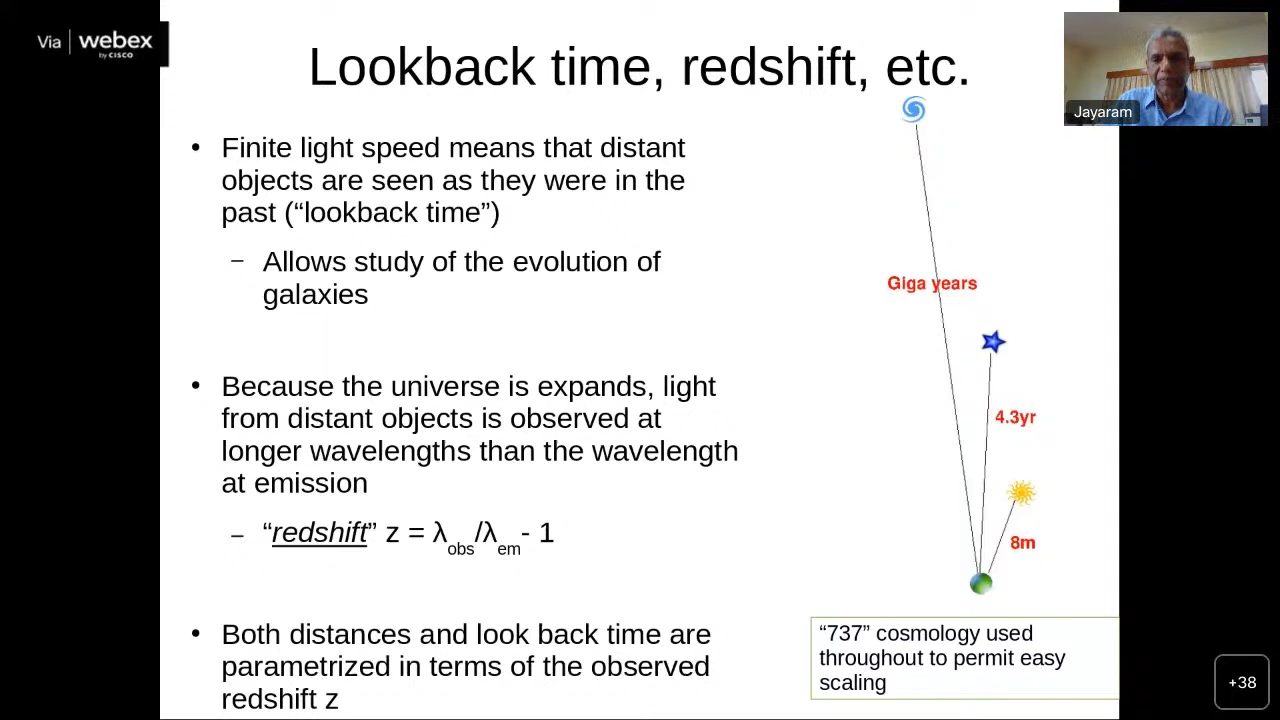 Via webex
by CISCO
Lookback time, redshift, etc.
Jayaram
• Finite light speed means that distant
objects are seen as they were in the
past (“lookback time”)
– Allows study of the evolution of
galaxies
• Because the universe is expands, light
from distant objects is observed at
longer wavelengths than the wavelength
at emission
– “redshift” z = λobs/λem- 1
• Both distances and look back time are
parametrized in terms of the observed
redshift z
Giga years
4.3yr
8m
“737” cosmology used
throughout to permit easy
scaling
+38